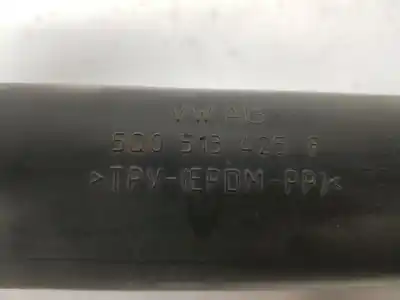 VW AG
5Q0 513 425 G
>TPV-(EPDM-PP)<